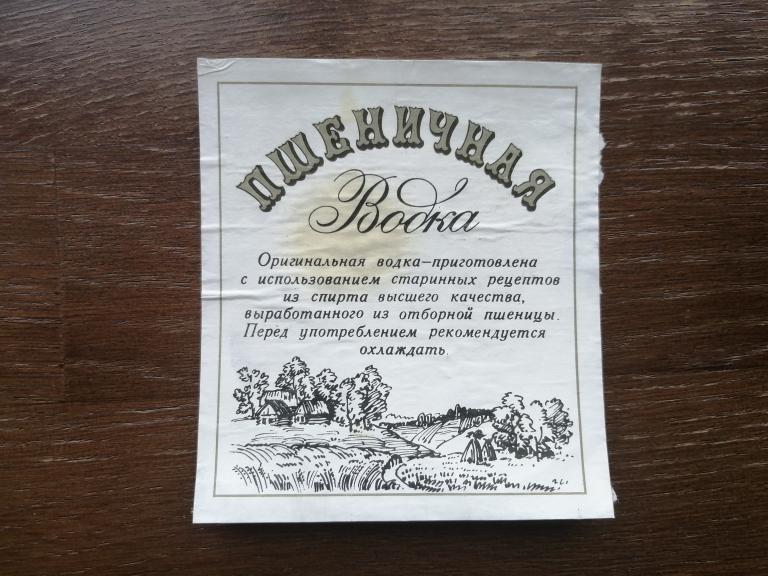 ПШЕНИЧНАЯ
Водка
Оригинальная водка—приготовлена
с использованием старинных рецептов
из спирта высшего качества,
выработанного из отборной пшеницы.
Перед употреблением рекомендуется
охлаждать.